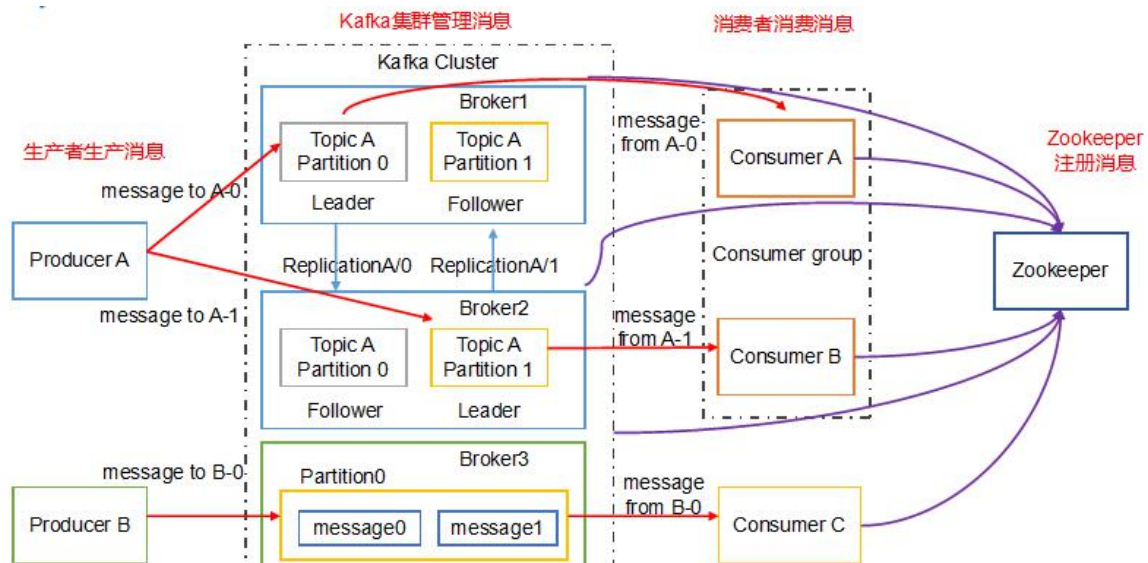 Kafka集群管理消息
消费者消费消息
Kafka Cluster
Broker1
生产者生产消息
Topic A
Partition 0
Topic A
Partition 1
message
from A-0
Consumer A
Zookeeper
注册消息
message to A-0
Leader
Follower
Producer A
ReplicationA/0
ReplicationA/1
Consumer group
Zookeeper
message to A-1
Broker2
Topic A
Partition 0
Topic A
Partition 1
message
from A-1
Consumer B
Follower
Leader
message to B-0
Broker3
Partition0
Producer B
message0
message1
message
from B-0
Consumer C